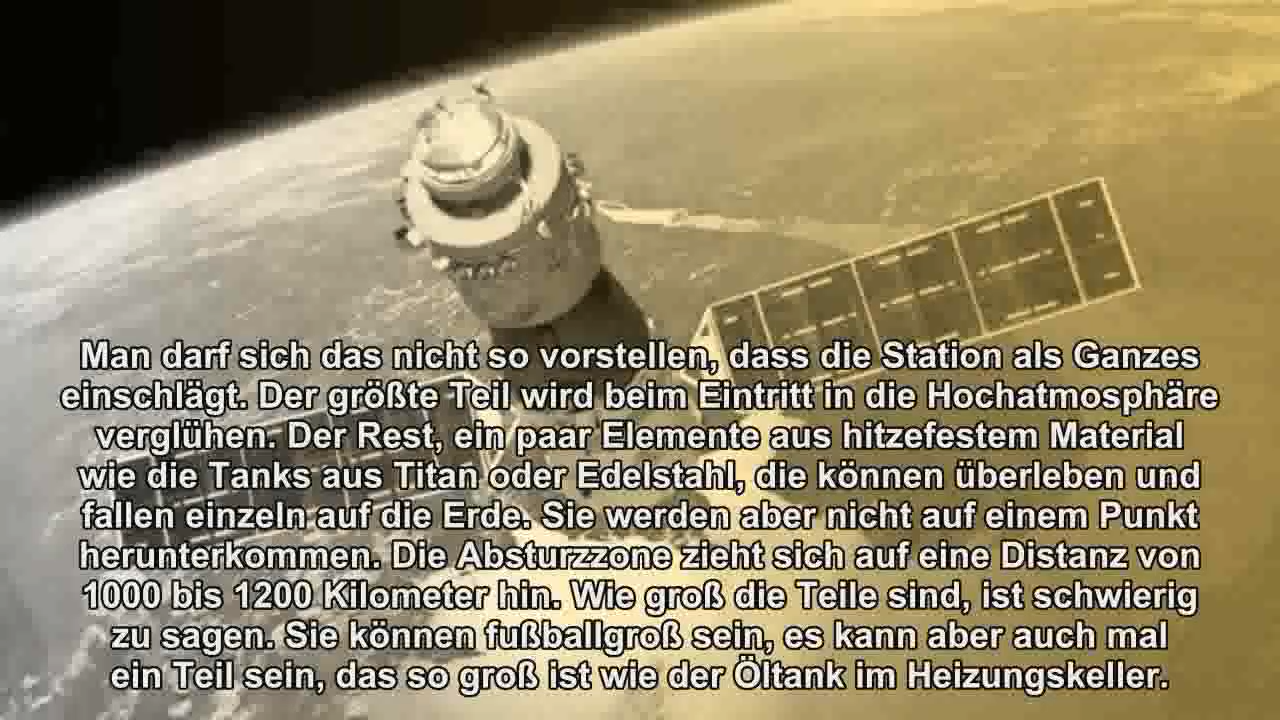 Man darf sich das nicht so vorstellen, dass die Station als Ganzes
einschlägt. Der größte Teil wird beim Eintritt in die Hochatmosphäre
verglühen. Der Rest, ein paar Elemente aus hitzefestem Material
wie die Tanks aus Titan oder Edelstahl, die können überleben und
fallen einzeln auf die Erde. Sie werden aber nicht auf einem Punkt
herunterkommen. Die Absturzzone zieht sich auf eine Distanz von
1000 bis 1200 Kilometer hin. Wie groß die Teile sind, ist schwierig
zu sagen. Sie können fußballgroß sein, es kann aber auch mal
ein Teil sein, das so groß ist wie der Öltank im Heizungskeller.